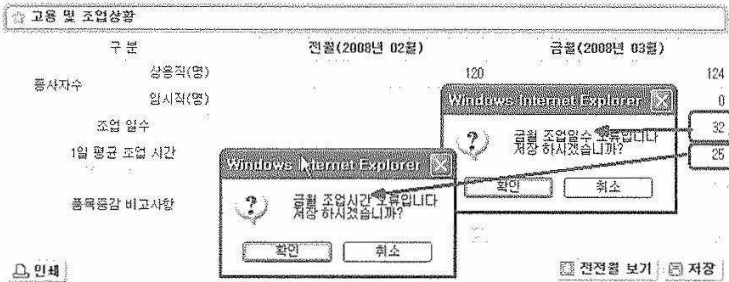 고용 및 조업상황
구 분 전월(2008년 02월) 금월(2008년 03월)
종사자수 상용직(명) 120 124
임시직(명) 0
조업 일수 32
1일 평균 조업 시간 25
품목증감 비고사항
Windows Internet Explorer
금월 조업일수 오류입니다
저장 하시겠습니까?
확인 취소
Windows Internet Explorer
금월 조업시간 오류입니다
저장 하시겠습니까?
확인 취소
인쇄 전전월 보기 저장